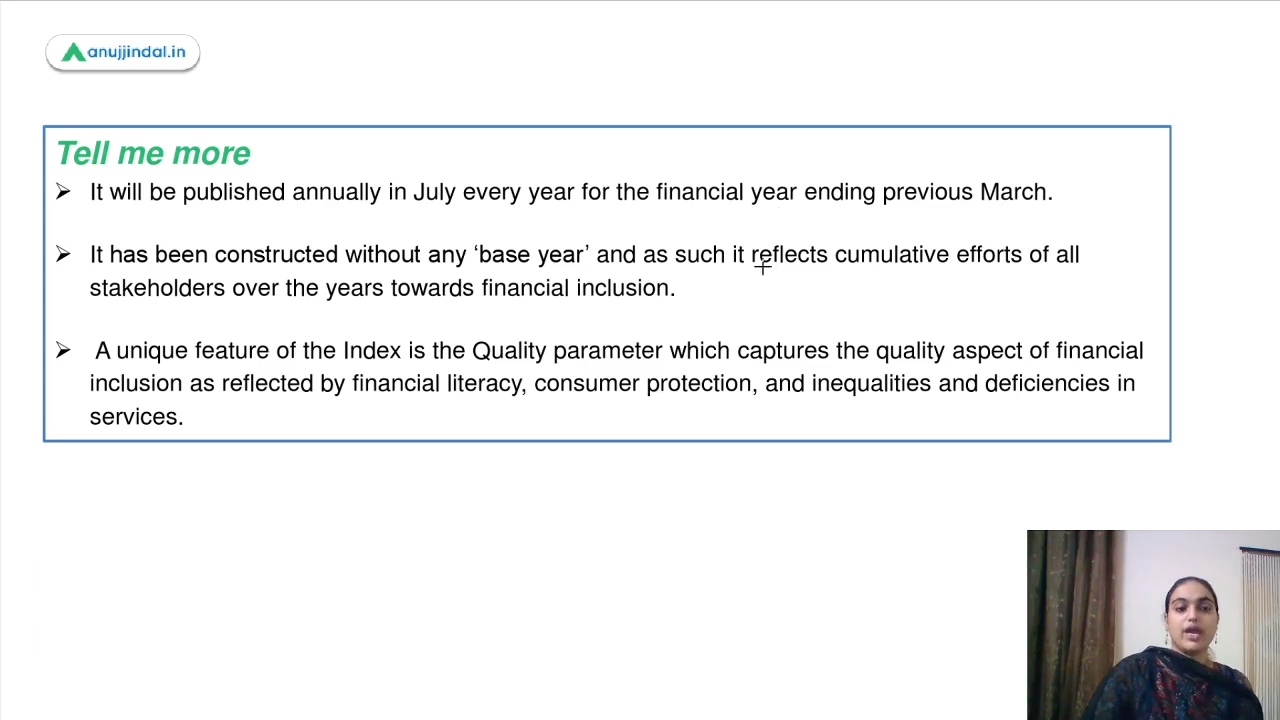 anujjindal.in
Tell me more
➢ It will be published annually in July every year for the financial year ending previous March.
➢ It has been constructed without any ‘base year’ and as such it reflects cumulative efforts of all
stakeholders over the years towards financial inclusion.
➢ A unique feature of the Index is the Quality parameter which captures the quality aspect of financial
inclusion as reflected by financial literacy, consumer protection, and inequalities and deficiencies in
services.